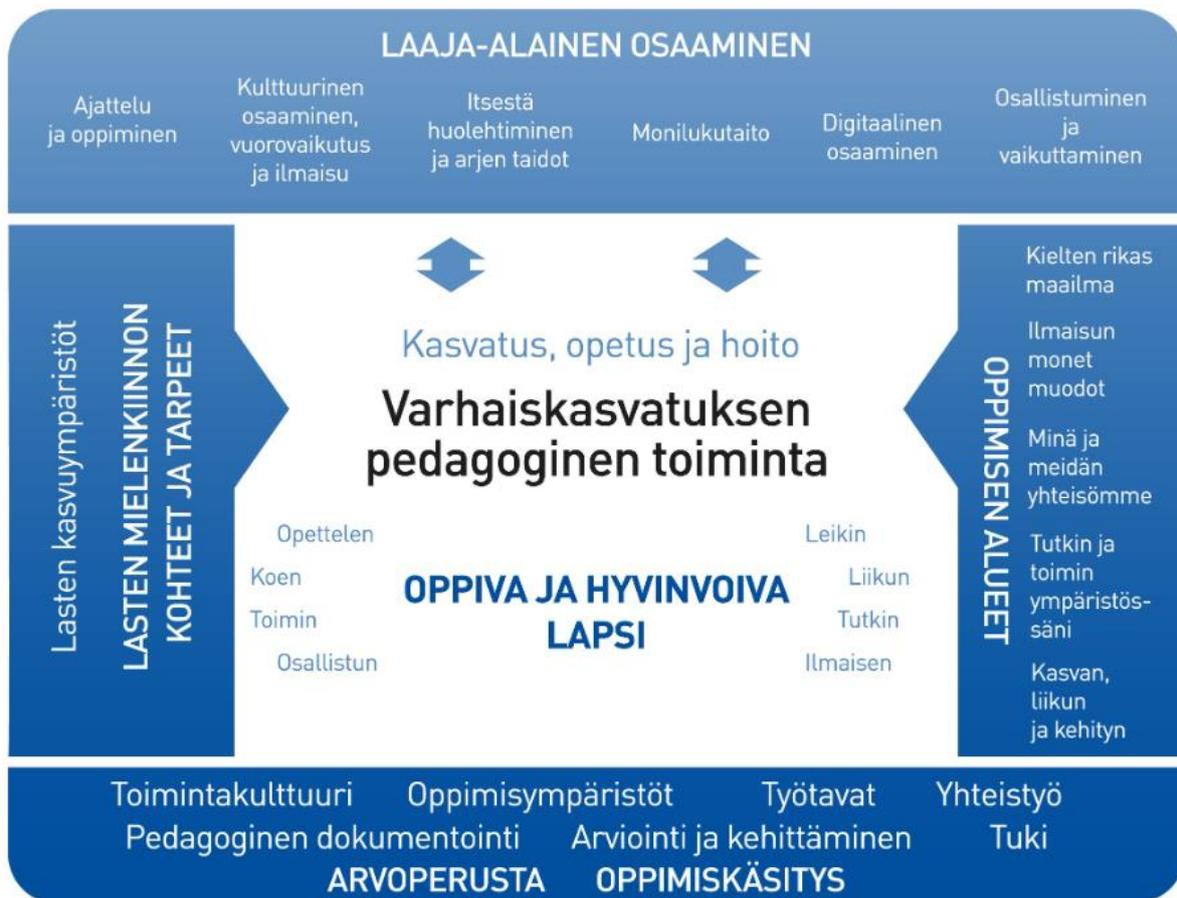 LAAJA-ALAINEN OSAAMINEN
Ajattelu
ja oppiminen
Kulttuurinen
osaaminen,
vuorovaikutus
ja ilmaisu
Itsestä
huolehtiminen
ja arjen taidot
Monilukutaito
Digitaalinen
osaaminen
Osallistuminen
ja
vaikuttaminen
Lasten kasvuympäristöt
LASTEN MIELENKIINNON
KOHTEET JA TARPEET
Kasvatus, opetus ja hoito
Varhaiskasvatuksen
pedagoginen toiminta
Opettelen
Koen
Toimin
Osallistun
OPPIVA JA HYVINVOIVA
LAPSI
Leikin
Liikun
Tutkin
Ilmaisen
OPPIMISEN ALUEET
Kielten rikas
maailma
Ilmaisun
monet
muodot
Minä ja
meidän
yhteisömme
Tutkin ja
toimin
ympäristös-
säni
Kasvan,
liikun
ja kehityn
Toimintakulttuuri Oppimisympäristöt Työtavat Yhteistyö
Pedagoginen dokumentointi Arviointi ja kehittäminen Tuki
ARVOPERUSTA OPPIMISKÄSITYS